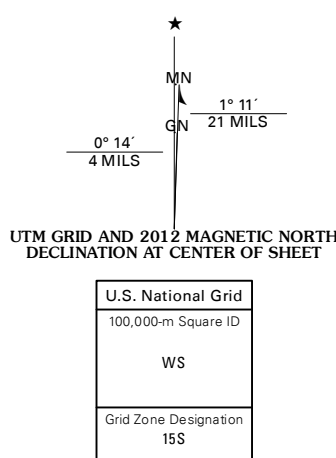 ★
MN
1° 11´
21 MILS
GN
0° 14´
4 MILS
UTM GRID AND 2012 MAGNETIC NORTH
DECLINATION AT CENTER OF SHEET
U.S. National Grid
100,000-m Square ID
WS
Grid Zone Designation
15S